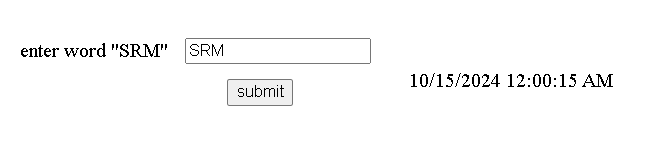 enter word "SRM" SRM
submit
10/15/2024 12:00:15 AM